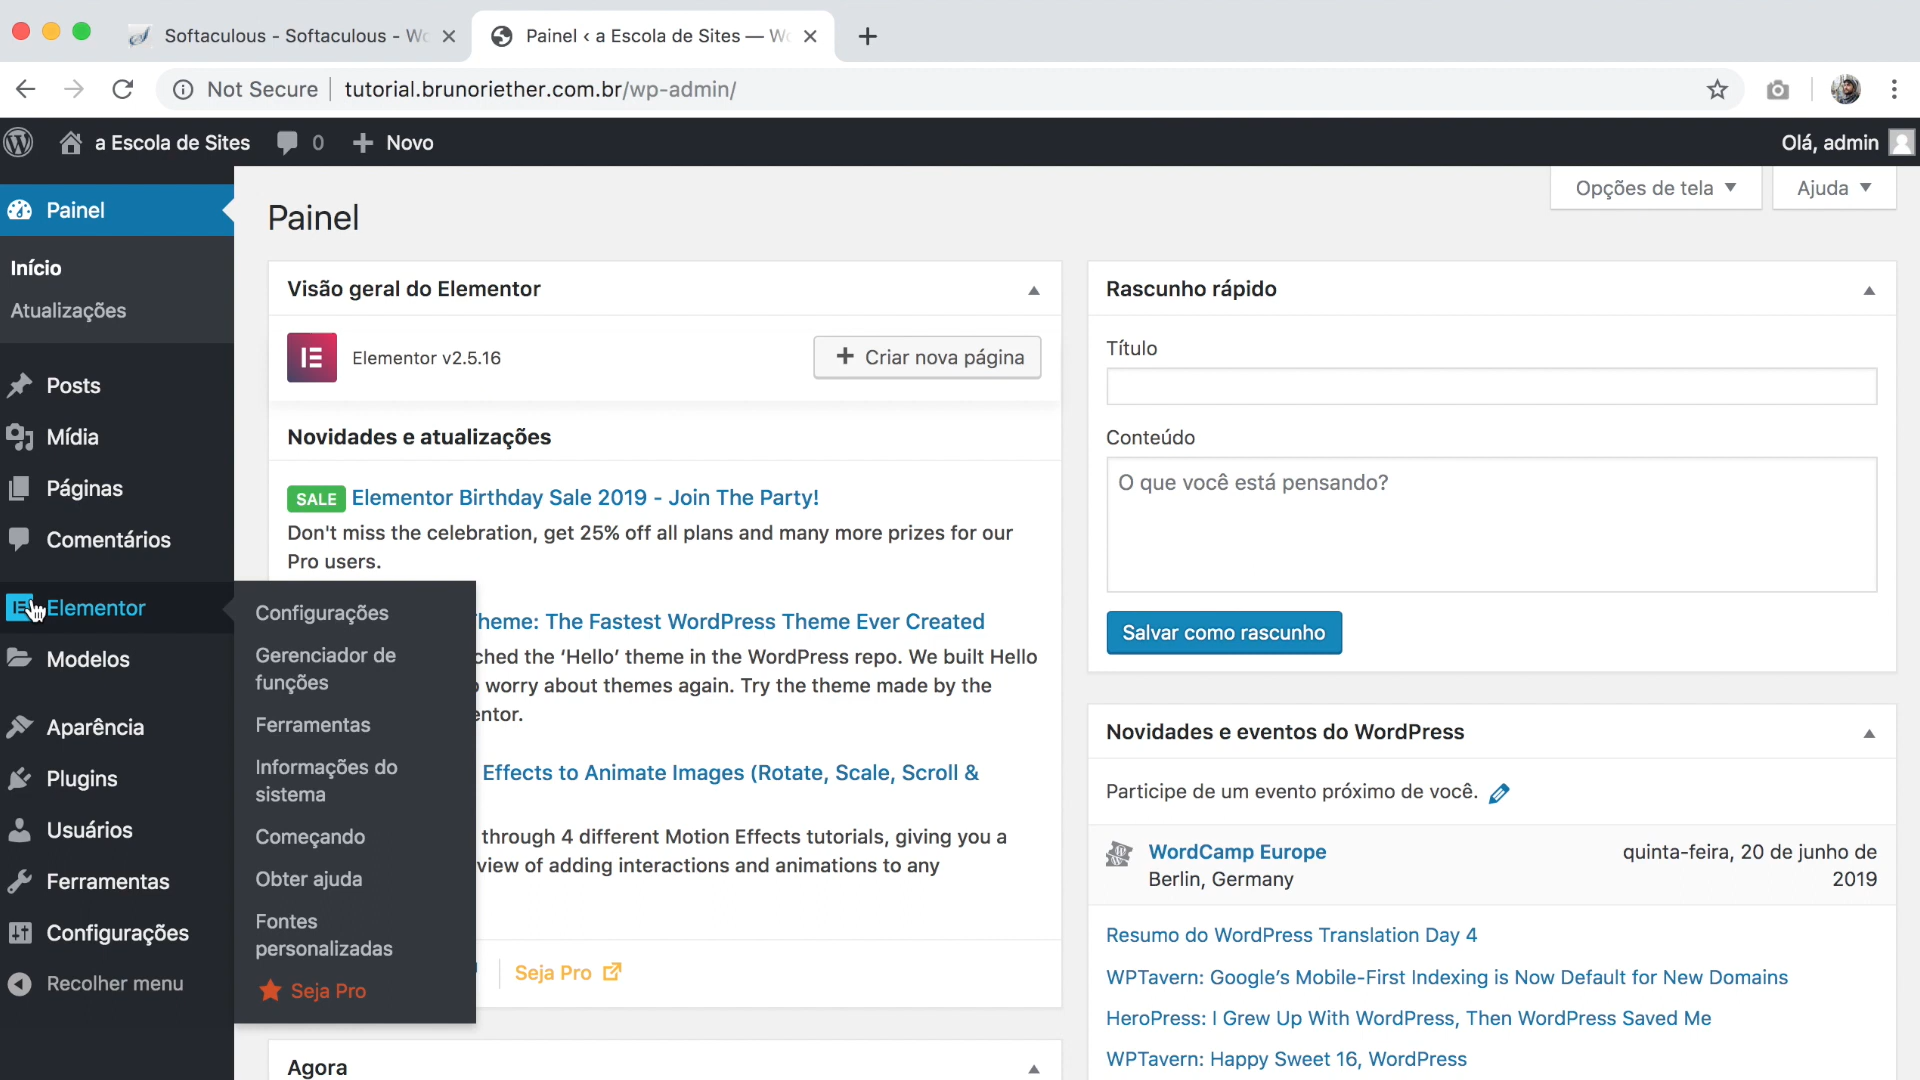 Softaculous - Softaculous - Wo
Painel ‹ a Escola de Sites — Wo
Not Secure
tutorial.brunoriether.com.br/wp-admin/
a Escola de Sites
0
Novo
Olá, admin
Painel
Início
Atualizações
Posts
Mídia
Páginas
Comentários
Elementor
Modelos
Aparência
Plugins
Usuários
Ferramentas
Configurações
Recolher menu
Configurações
Gerenciador de
funções
Ferramentas
Informações do
sistema
Começando
Obter ajuda
Fontes
personalizadas
Seja Pro
Opções de tela
Ajuda
Painel
Visão geral do Elementor
Elementor v2.5.16
Criar nova página
Novidades e atualizações
SALE Elementor Birthday Sale 2019 - Join The Party!
Don't miss the celebration, get 25% off all plans and many more prizes for our
Pro users.
Theme: The Fastest WordPress Theme Ever Created
ched the ‘Hello’ theme in the WordPress repo. We built Hello
worry about themes again. Try the theme made by the
entor.
Effects to Animate Images (Rotate, Scale, Scroll &
through 4 different Motion Effects tutorials, giving you a
view of adding interactions and animations to any
Seja Pro
Agora
Rascunho rápido
Título
Conteúdo
O que você está pensando?
Salvar como rascunho
Novidades e eventos do WordPress
Participe de um evento próximo de você.
WordCamp Europe
Berlin, Germany
quinta-feira, 20 de junho de
2019
Resumo do WordPress Translation Day 4
WPTavern: Google’s Mobile-First Indexing is Now Default for New Domains
HeroPress: I Grew Up With WordPress, Then WordPress Saved Me
WPTavern: Happy Sweet 16, WordPress